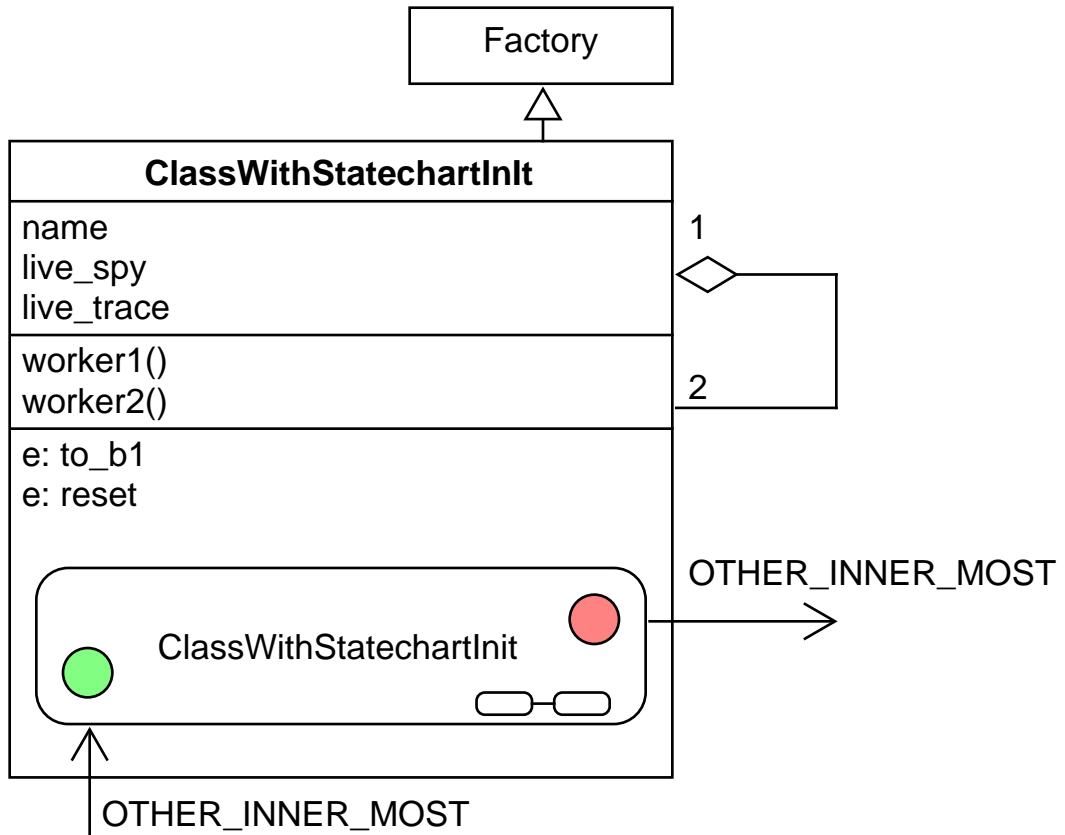 Factory
ClassWithStatechartInIt
name
1
live_spy
live_trace
worker1()
worker2()
2
e: to_b1
e: reset
OTHER_INNER_MOST
ClassWithStatechartInit
OTHER_INNER_MOST